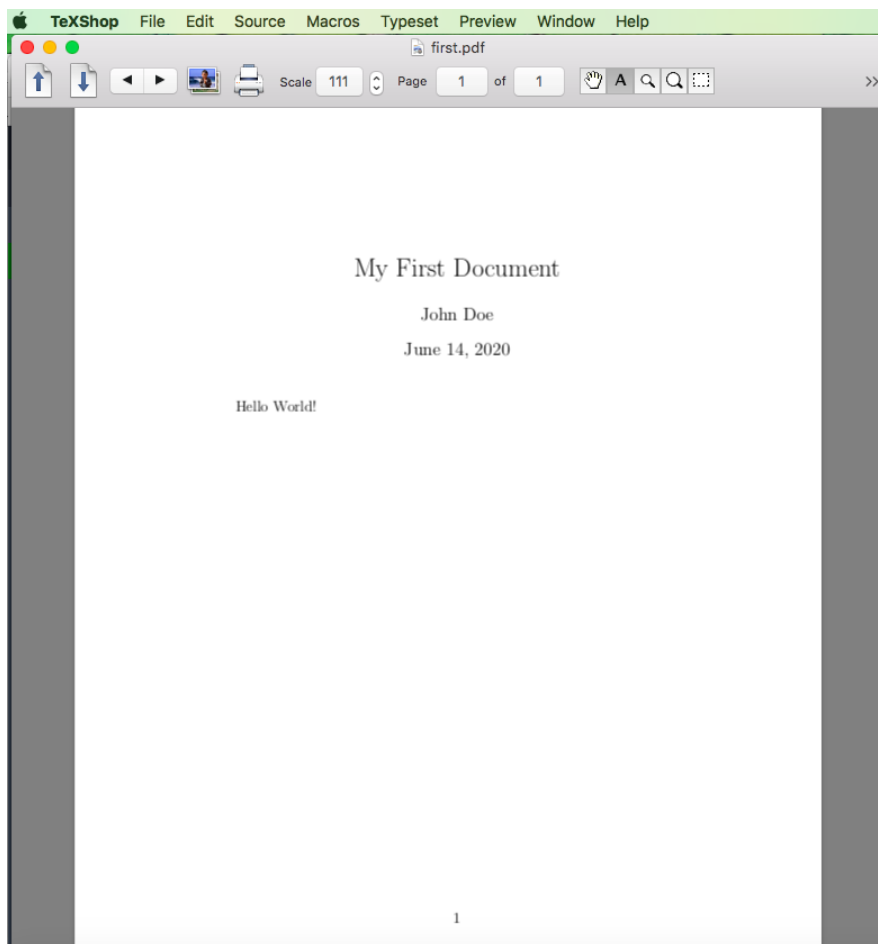 TeXShop File Edit Source Macros Typeset Preview Window Help
first.pdf
Scale 111 Page 1 of 1 A >>
My First Document
John Doe
June 14, 2020
Hello World!
1